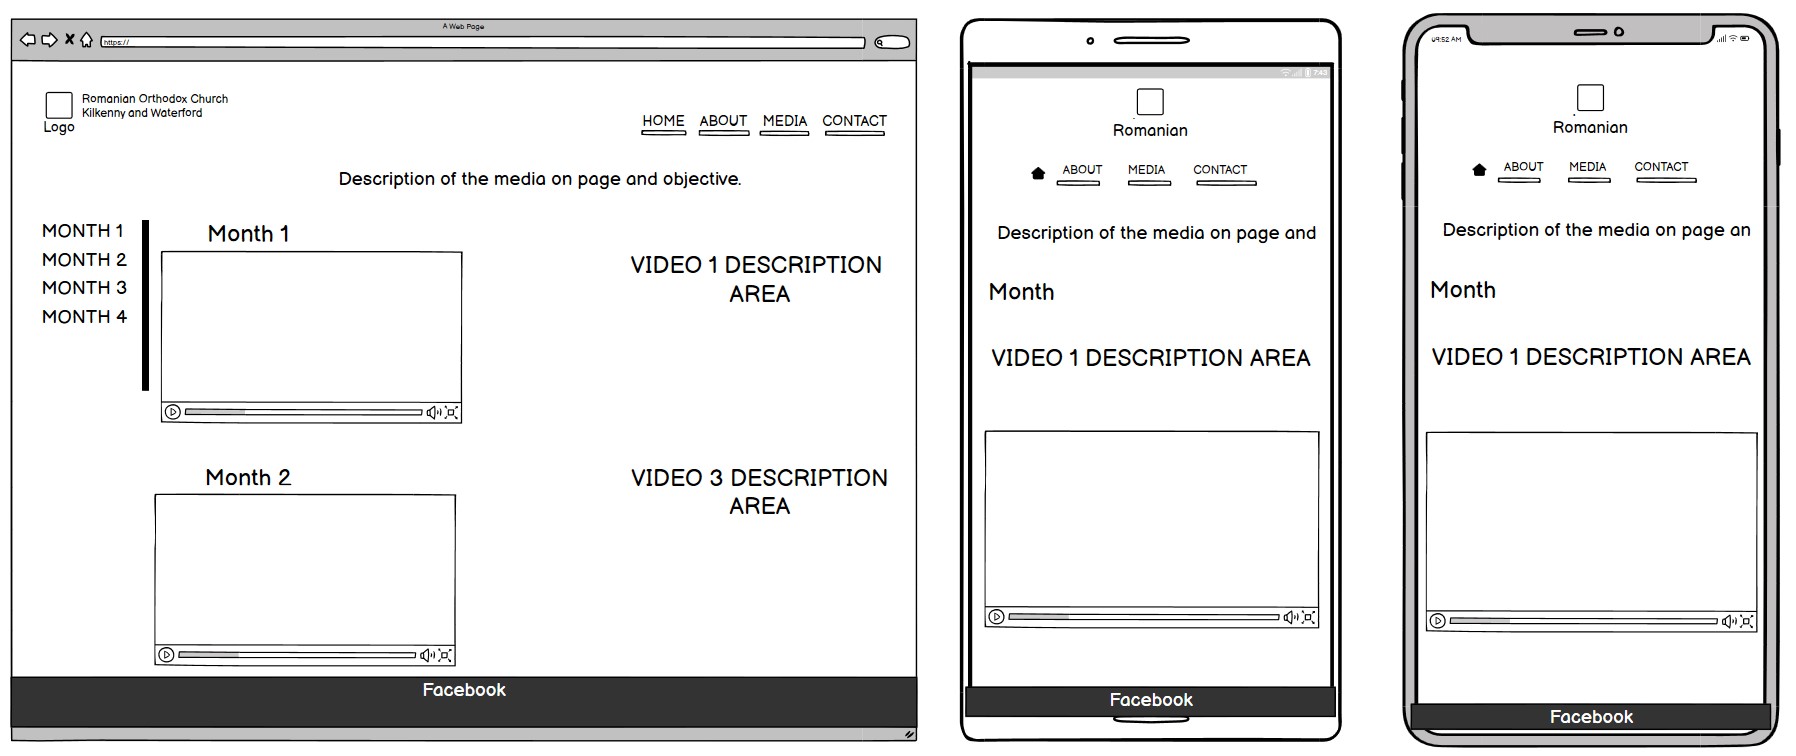 A Web Page
https://
Romanian Orthodox Church
Kilkenny and Waterford
Logo
HOME ABOUT MEDIA CONTACT
Description of the media on page and objective.
MONTH 1
MONTH 2
MONTH 3
MONTH 4
Month 1
VIDEO 1 DESCRIPTION
AREA
Month 2
VIDEO 3 DESCRIPTION
AREA
Facebook
7:43
Romanian
ABOUT MEDIA CONTACT
Description of the media on page and
Month
VIDEO 1 DESCRIPTION AREA
Facebook
09:52 AM
Romanian
ABOUT MEDIA CONTACT
Description of the media on page an
Month
VIDEO 1 DESCRIPTION AREA
Facebook